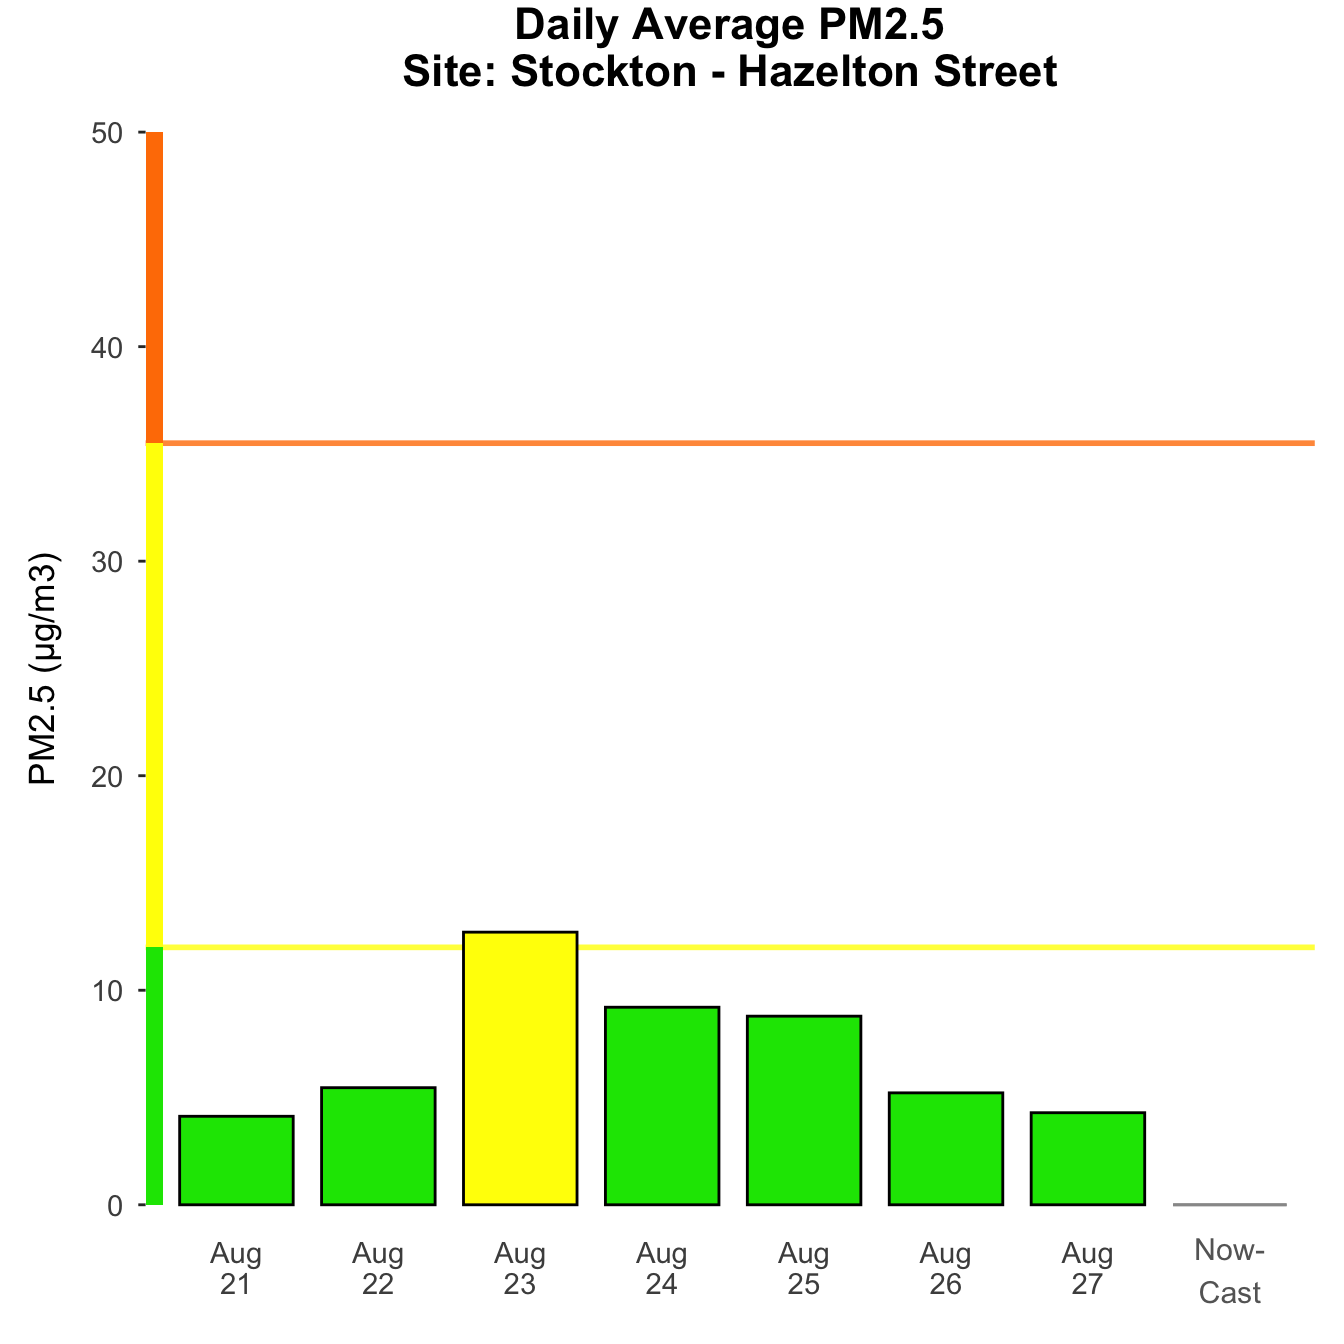 Daily Average PM2.5
Site: Stockton - Hazelton Street
PM2.5 (µg/m3)
50
40
30
20
10
0
Aug Aug Aug Aug Aug Aug Aug Now-
21 22 23 24 25 26 27 Cast